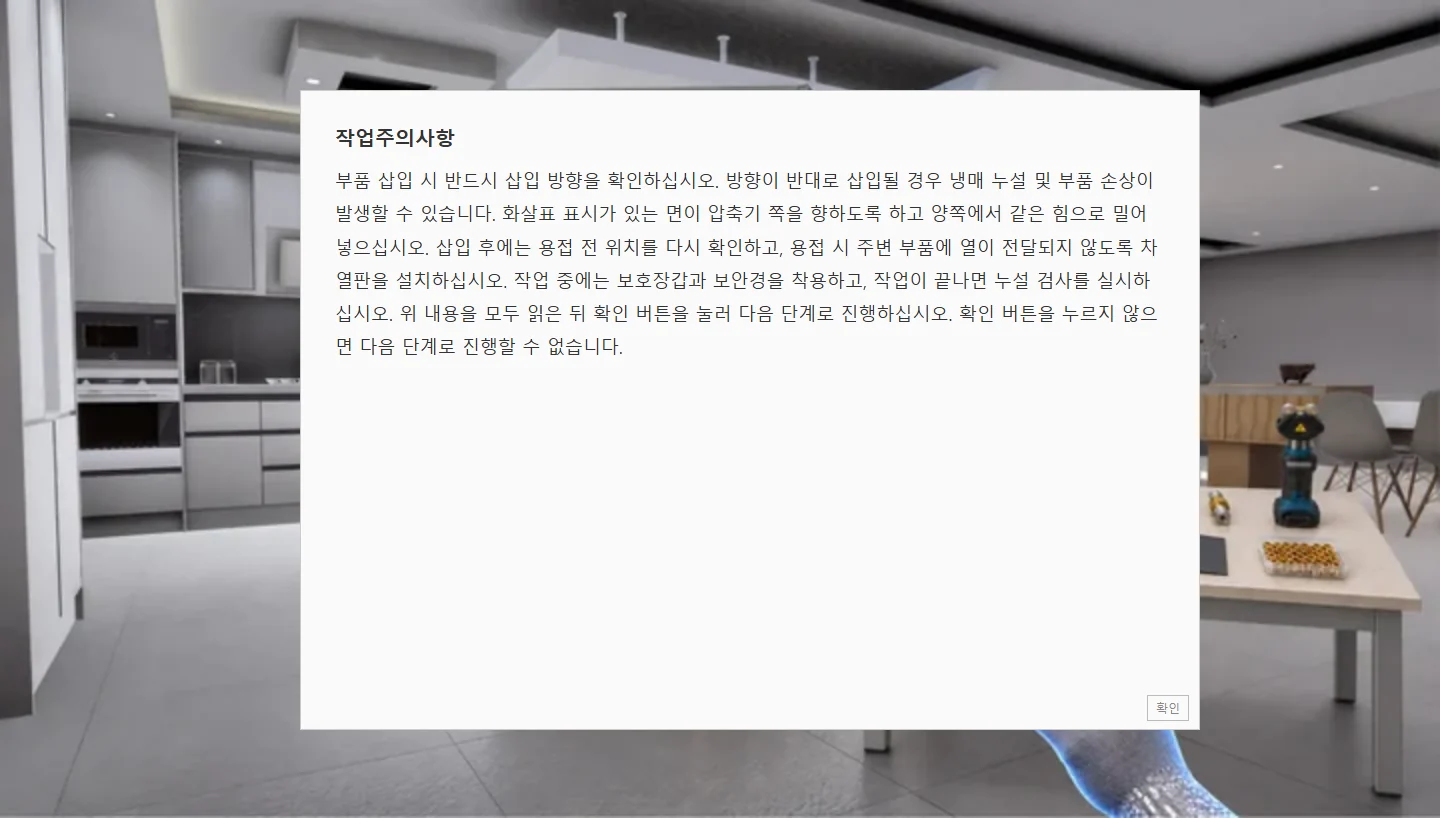 작업주의사항
부품 삽입 시 반드시 삽입 방향을 확인하십시오. 방향이 반대로 삽입될 경우 냉매 누설 및 부품 손상이
발생할 수 있습니다. 화살표 표시가 있는 면이 압축기 쪽을 향하도록 하고 양쪽에서 같은 힘으로 밀어
넣으십시오. 삽입 후에는 용접 전 위치를 다시 확인하고, 용접 시 주변 부품에 열이 전달되지 않도록 차
열판을 설치하십시오. 작업 중에는 보호장갑과 보안경을 착용하고, 작업이 끝나면 누설 검사를 실시하
십시오. 위 내용을 모두 읽은 뒤 확인 버튼을 눌러 다음 단계로 진행하십시오. 확인 버튼을 누르지 않으
면 다음 단계로 진행할 수 없습니다.
확인